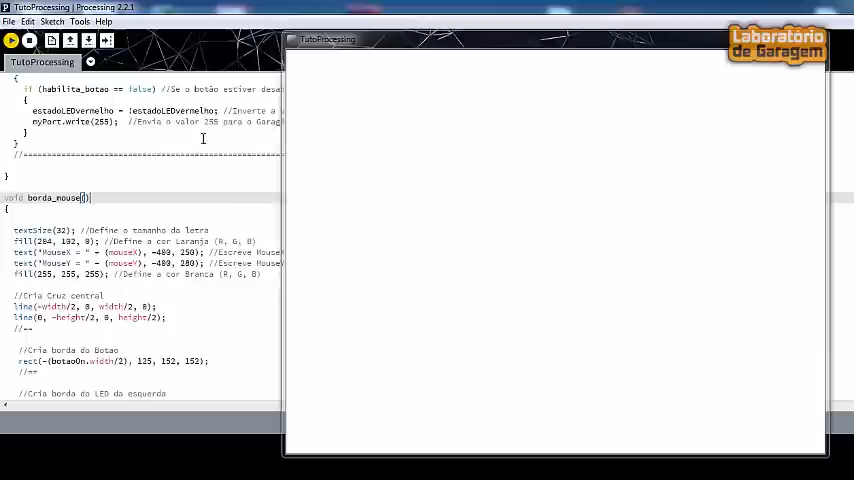 TutoProcessing | Processing 2.2.1
File Edit Sketch Tools Help
TutoProcessing
TutoProcessing
Laboratório
de Garagem
{
if (habilita_botao == false) //Se o botão estiver desa
{
estadoLEDvermelho = !estadoLEDvermelho; //Inverte a v
myPort.write(255); //Envia o valor 255 para o Garag
}
}
//==========================================
}
void borda_mouse()
{
textSize(32); //Define o tamanho da letra
fill(204, 102, 0); //Define a cor Laranja (R, G, B)
text("MouseX = " + (mouseX), -400, 250); //Escreve MouseX
text("MouseY = " + (mouseY), -400, 280); //Escreve MouseY
fill(255, 255, 255); //Define a cor Branca (R, G, B)
//Cria Cruz central
line(-width/2, 0, width/2, 0);
line(0, -height/2, 0, height/2);
//==
//Cria borda do Botao
rect(-(botaoOn.width/2), 125, 152, 152);
//==
//Cria borda do LED da esquerda